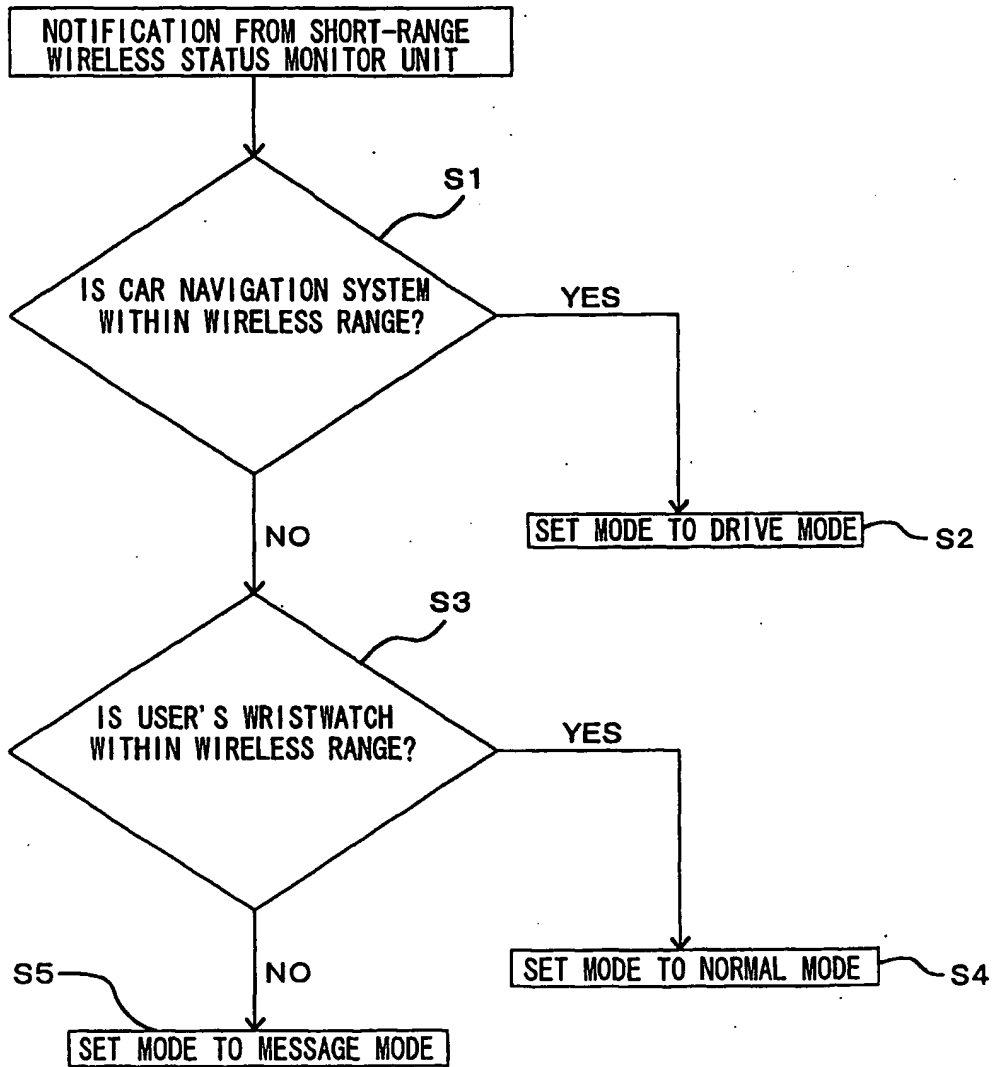 NOTIFICATION FROM SHORT-RANGE
WIRELESS STATUS MONITOR UNIT
S1
IS CAR NAVIGATION SYSTEM
WITHIN WIRELESS RANGE?
YES
SET MODE TO DRIVE MODE
S2
NO
S3
IS USER'S WRISTWATCH
WITHIN WIRELESS RANGE?
YES
SET MODE TO NORMAL MODE
S4
NO
S5
SET MODE TO MESSAGE MODE